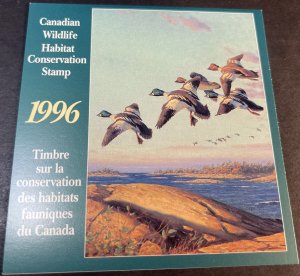 Canadian
Wildlife
Habitat
Conservation
Stamp
1996
Timbre
sur la
conservation
des habitats
fauniques
du Canada